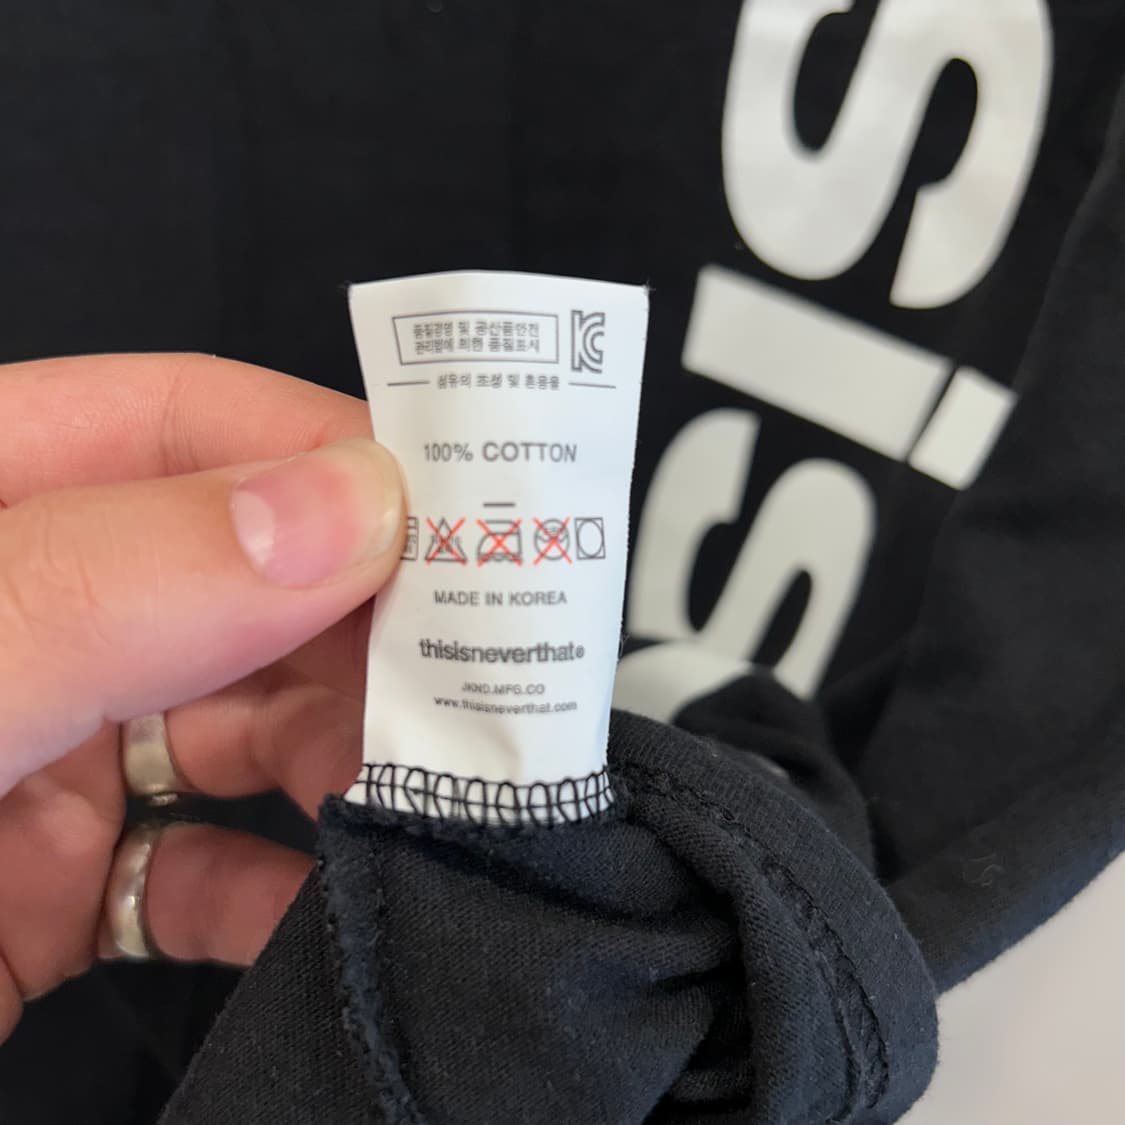 품질경영 및 공산품안전
관리법에 의한 품질표시
섬유의 조성 및 혼용율
100% COTTON
MADE IN KOREA
thisisneverthat®
JKND.MFG.CO
www.thisisneverthat.com
sis